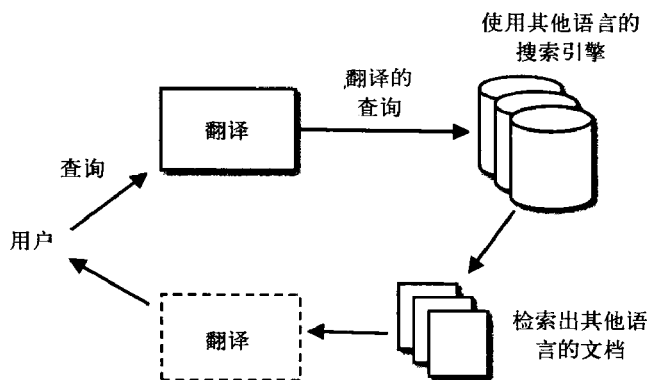 使用其他语言的
搜索引擎
翻译的
查询
翻译
查询
用户
翻译
检索出其他语
言的文档